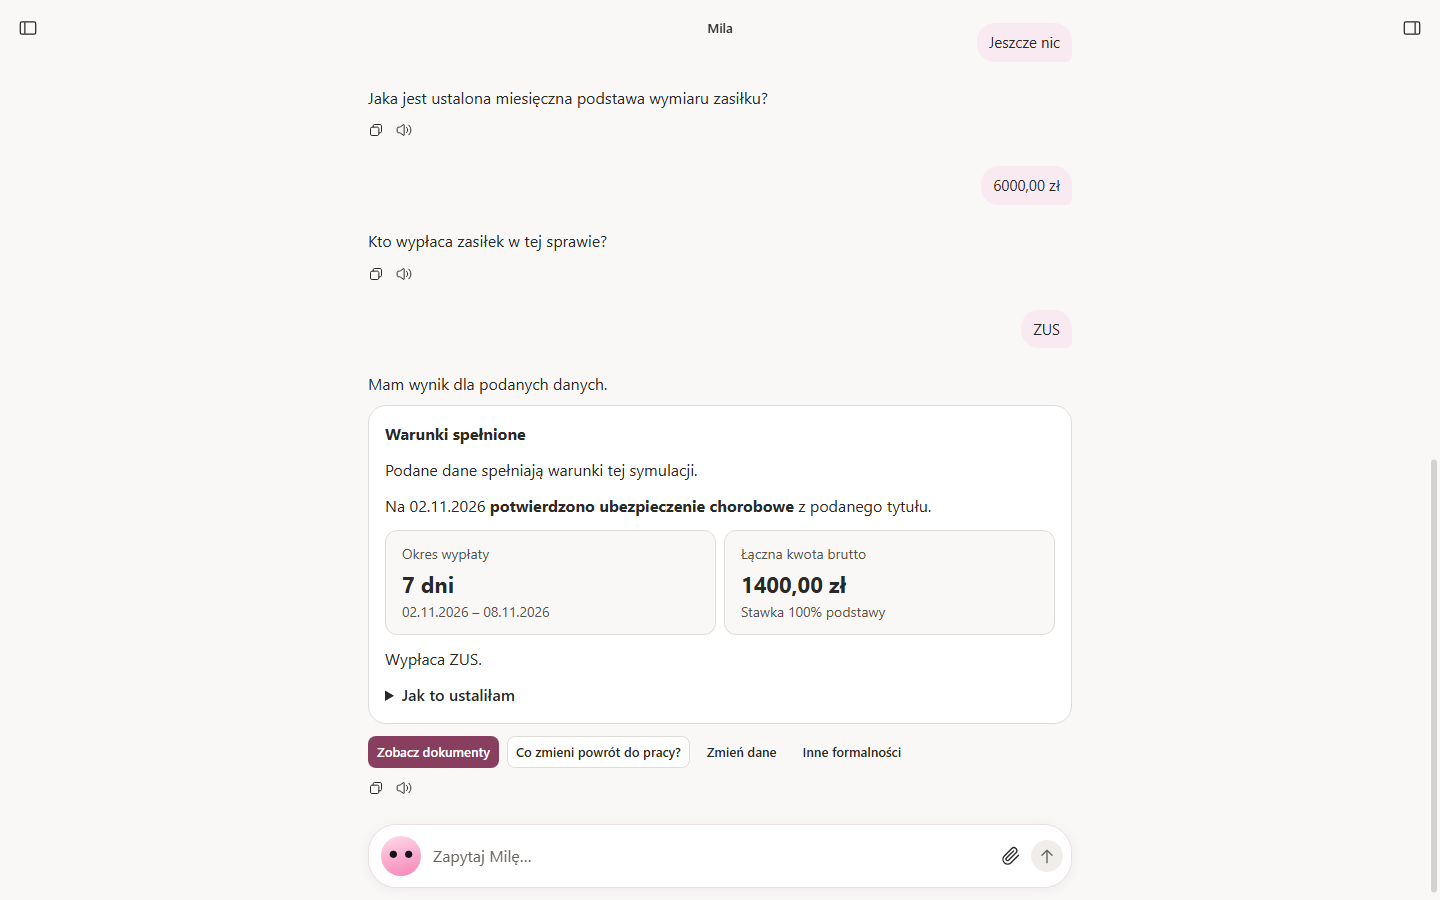 Mila
Jeszcze nic
Jaka jest ustalona miesięczna podstawa wymiaru zasiłku?
6000,00 zł
Kto wypłaca zasiłek w tej sprawie?
ZUS
Mam wynik dla podanych danych.
Warunki spełnione
Podane dane spełniają warunki tej symulacji.
Na 02.11.2026 potwierdzono ubezpieczenie chorobowe z podanego tytułu.
Okres wypłaty
7 dni
02.11.2026 – 08.11.2026
Łączna kwota brutto
1400,00 zł
Stawka 100% podstawy
Wypłaca ZUS.
Jak to ustaliłam
Zobacz dokumenty
Co zmieni powrót do pracy?
Zmień dane
Inne formalności
Zapytaj Milę...